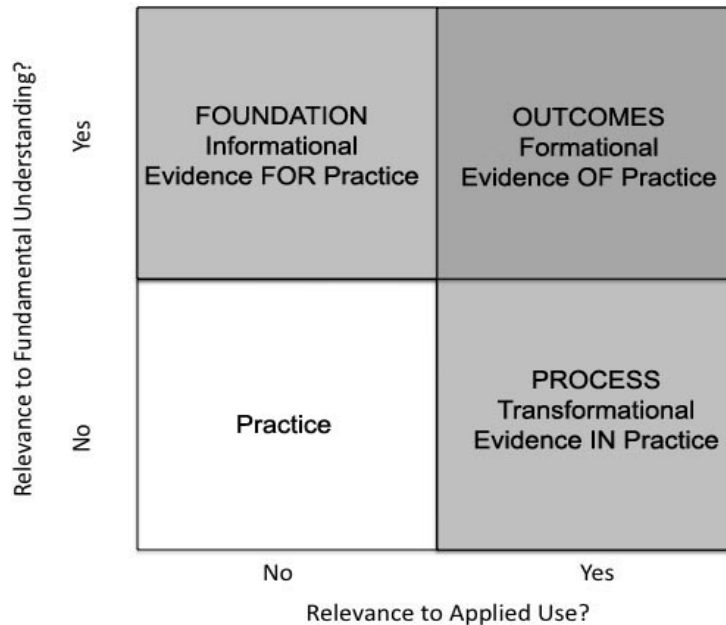 Relevance to Fundamental Understanding?
Yes
FOUNDATION
Informational
Evidence FOR Practice
OUTCOMES
Formational
Evidence OF Practice
No
Practice
PROCESS
Transformational
Evidence IN Practice
No
Yes
Relevance to Applied Use?